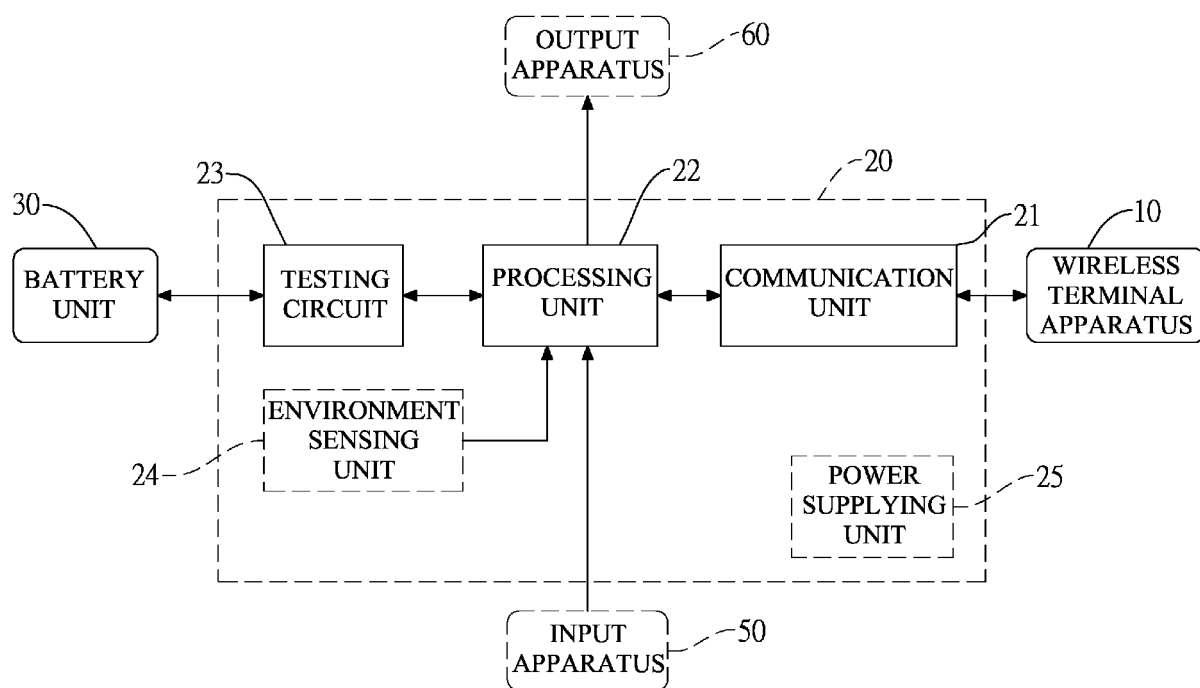 OUTPUT
APPARATUS
60
20
23
22
21
30
10
BATTERY
UNIT
TESTING
CIRCUIT
PROCESSING
UNIT
COMMUNICATION
UNIT
WIRELESS
TERMINAL
APPARATUS
ENVIRONMENT
SENSING
UNIT
24
POWER
SUPPLYING
UNIT
25
INPUT
APPARATUS
50